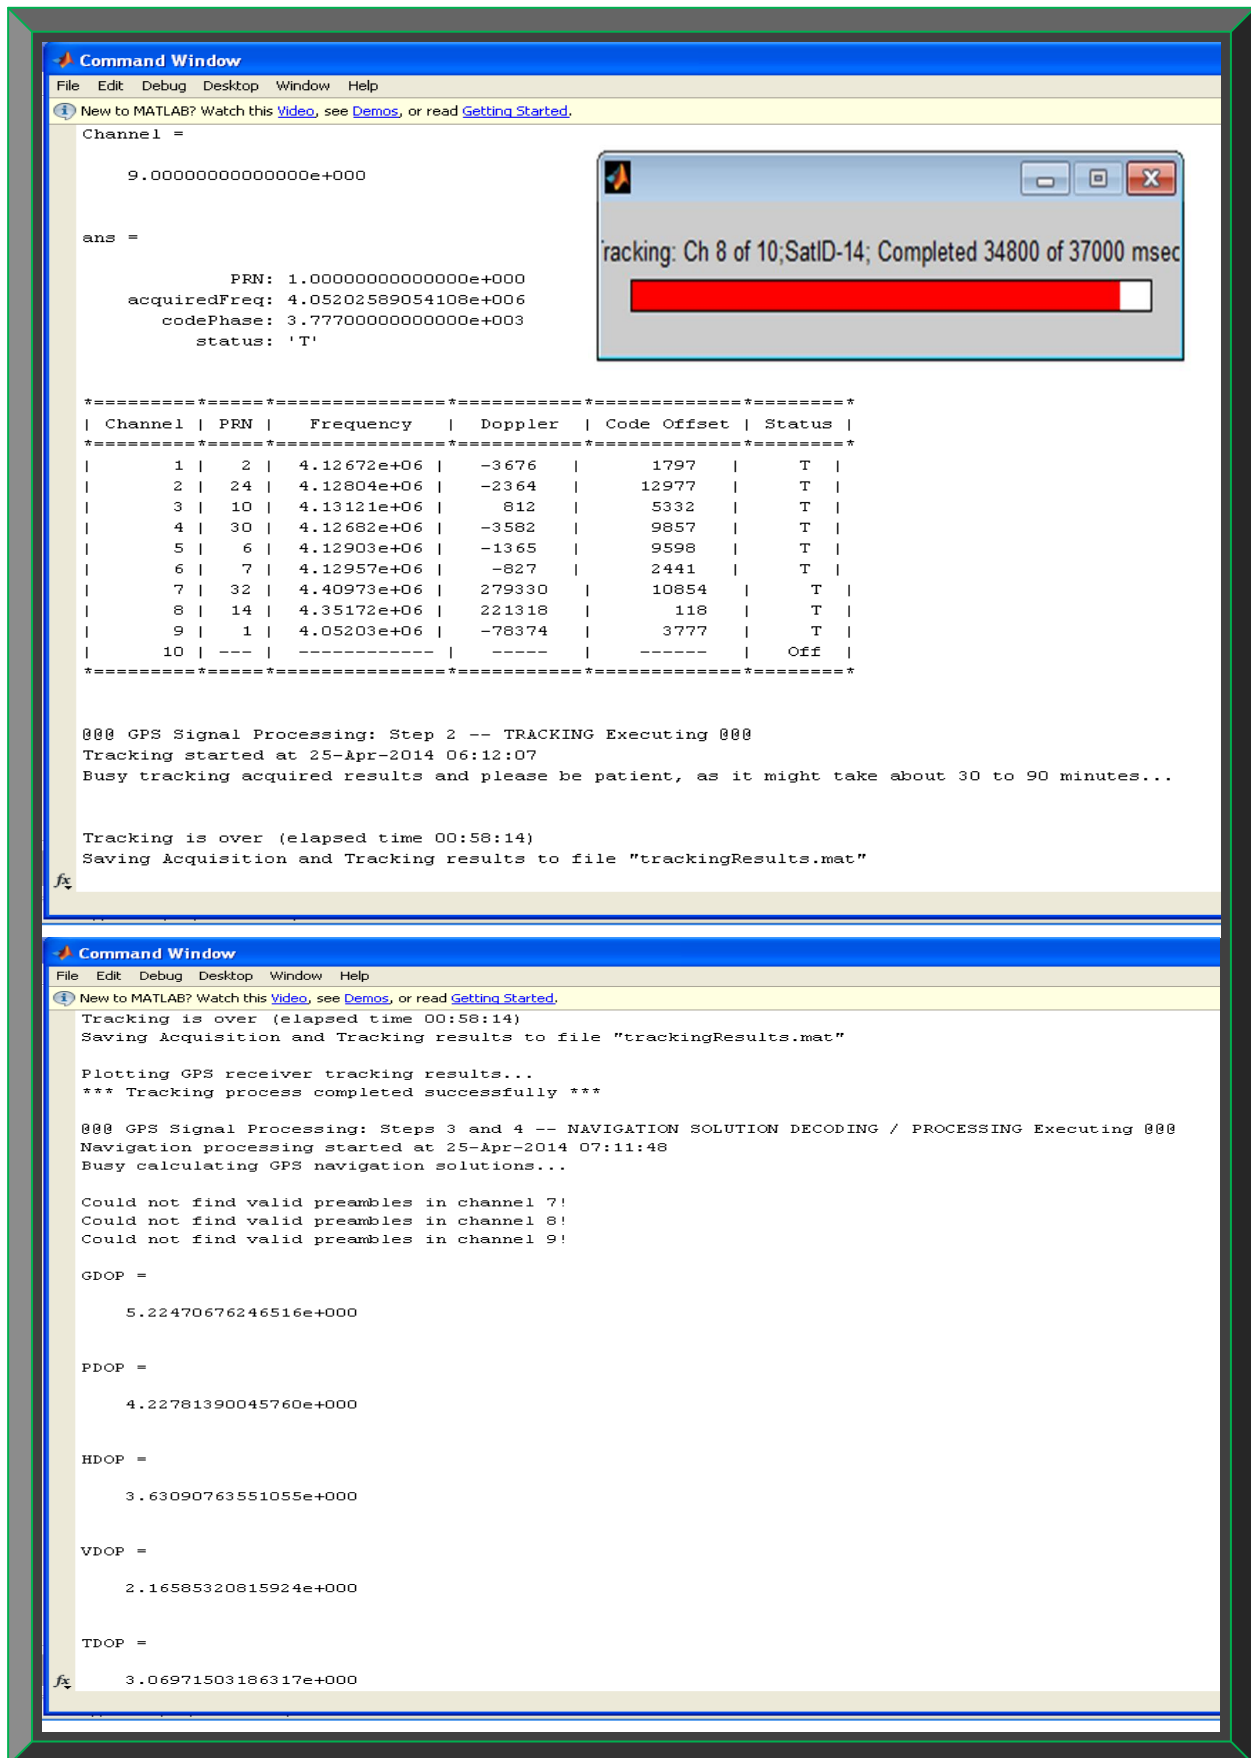 Command Window
File Edit Debug Desktop Window Help
New to MATLAB? Watch this Video, see Demos, or read Getting Started.
Channel =
9.00000000000000e+000
racking: Ch 8 of 10;SatID-14; Completed 34800 of 37000 msec
ans =
PRN: 1.00000000000000e+000
acquiredFreq: 4.05202589054108e+006
codePhase: 3.77700000000000e+003
status: 'T'
*=========*=====*===============*===========*=============*========*
| Channel | PRN |   Frequency   |  Doppler  | Code Offset | Status |
*=========*=====*===============*===========*=============*========*
|       1 |   2 |  4.12672e+06 |   -3676   |      1797   |     T  |
|       2 |  24 |  4.12804e+06 |   -2364   |     12977   |     T  |
|       3 |  10 |  4.13121e+06 |     812   |      5332   |     T  |
|       4 |  30 |  4.12682e+06 |   -3582   |      9857   |     T  |
|       5 |   6 |  4.12903e+06 |   -1365   |      9598   |     T  |
|       6 |   7 |  4.12957e+06 |    -827   |      2441   |     T  |
|       7 |  32 |  4.40973e+06 |   279330   |     10854   |     T  |
|       8 |  14 |  4.35172e+06 |   221318   |       118   |     T  |
|       9 |   1 |  4.05203e+06 |   -78374   |      3777   |     T  |
|      10 | --- |  ------------ |    -----   |    ------   |   Off  |
*=========*=====*===============*===========*=============*========*
@@@ GPS Signal Processing: Step 2 -- TRACKING Executing @@@
Tracking started at 25-Apr-2014 06:12:07
Busy tracking acquired results and please be patient, as it might take about 30 to 90 minutes...
Tracking is over (elapsed time 00:58:14)
Saving Acquisition and Tracking results to file "trackingResults.mat"
fx
Command Window
File Edit Debug Desktop Window Help
New to MATLAB? Watch this Video, see Demos, or read Getting Started.
Tracking is over (elapsed time 00:58:14)
Saving Acquisition and Tracking results to file "trackingResults.mat"
Plotting GPS receiver tracking results...
*** Tracking process completed successfully ***
@@@ GPS Signal Processing: Steps 3 and 4 -- NAVIGATION SOLUTION DECODING / PROCESSING Executing @@@
Navigation processing started at 25-Apr-2014 07:11:48
Busy calculating GPS navigation solutions...
Could not find valid preambles in channel 7!
Could not find valid preambles in channel 8!
Could not find valid preambles in channel 9!
GDOP =
5.22470676246516e+000
PDOP =
4.22781390045760e+000
HDOP =
3.63090763551055e+000
VDOP =
2.16585320815924e+000
TDOP =
fx 3.06971503186317e+000